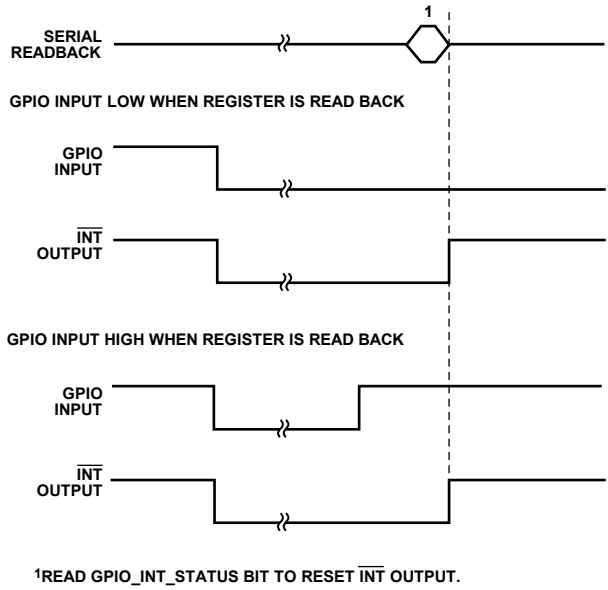 1
SERIAL
READBACK
GPIO INPUT LOW WHEN REGISTER IS READ BACK
GPIO
INPUT
INT
OUTPUT
GPIO INPUT HIGH WHEN REGISTER IS READ BACK
GPIO
INPUT
INT
OUTPUT
1READ GPIO_INT_STATUS BIT TO RESET INT OUTPUT.